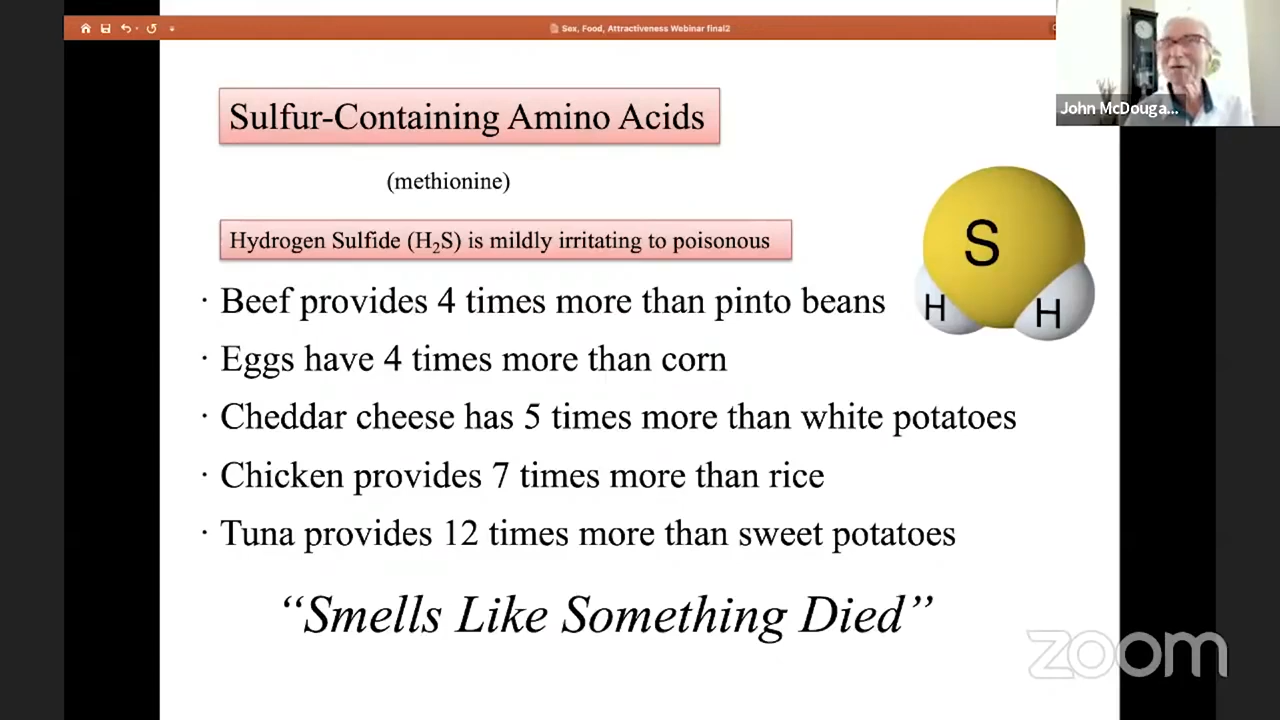 Sex, Food, Attractiveness Webinar final2
John McDouga...
Sulfur-Containing Amino Acids
(methionine)
Hydrogen Sulfide (H₂S) is mildly irritating to poisonous
S
H H
· Beef provides 4 times more than pinto beans
· Eggs have 4 times more than corn
· Cheddar cheese has 5 times more than white potatoes
· Chicken provides 7 times more than rice
· Tuna provides 12 times more than sweet potatoes
“Smells Like Something Died”
zoom